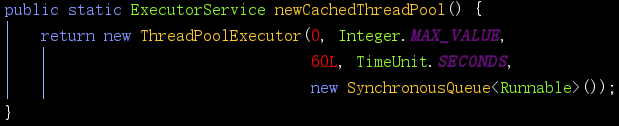 public static ExecutorService newCachedThreadPool() {
    return new ThreadPoolExecutor(0, Integer.MAX_VALUE,
                                  60L, TimeUnit.SECONDS,
                                  new SynchronousQueue<Runnable>());
}